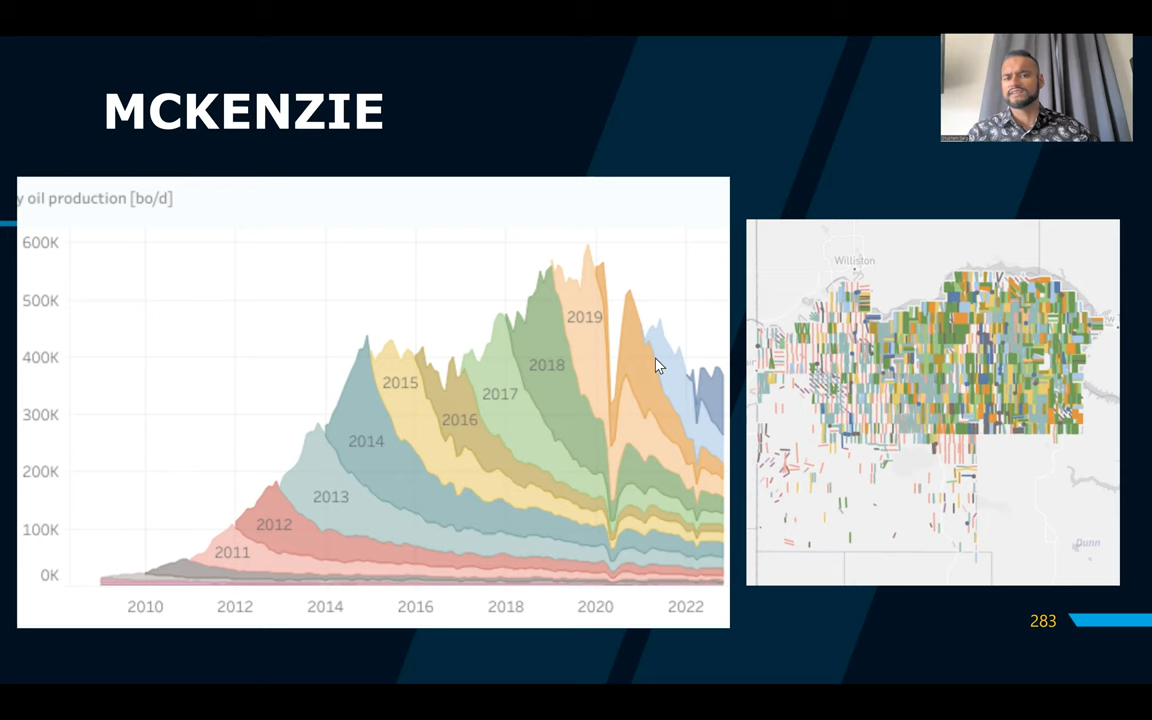 MCKENZIE
y oil production [bo/d]
600K
500K
400K
300K
200K
100K
0K
2019
2018
2017
2016
2015
2014
2013
2012
2011
2010 2012 2014 2016 2018 2020 2022
Williston
Dunn
283